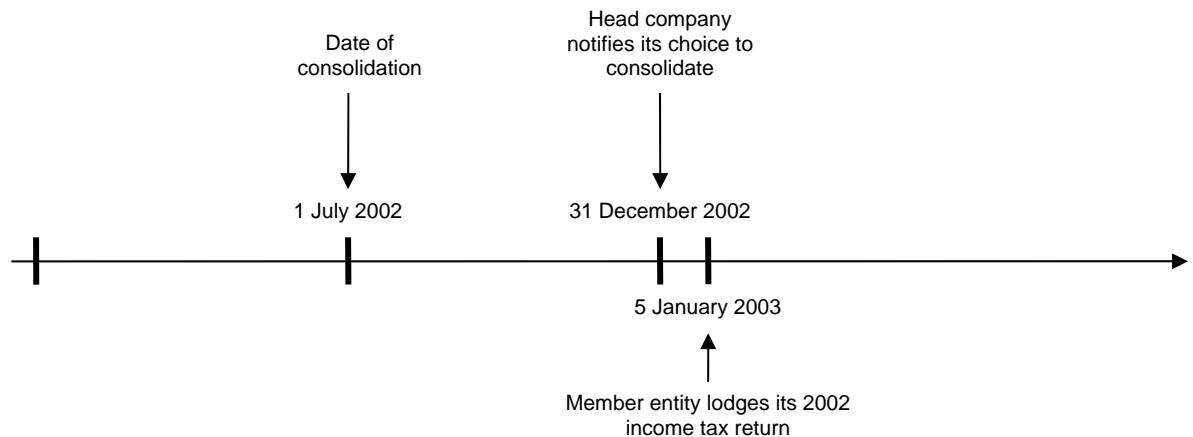 Head company
notifies its choice to
consolidate
Date of
consolidation
1 July 2002
31 December 2002
5 January 2003
Member entity lodges its 2002
income tax return